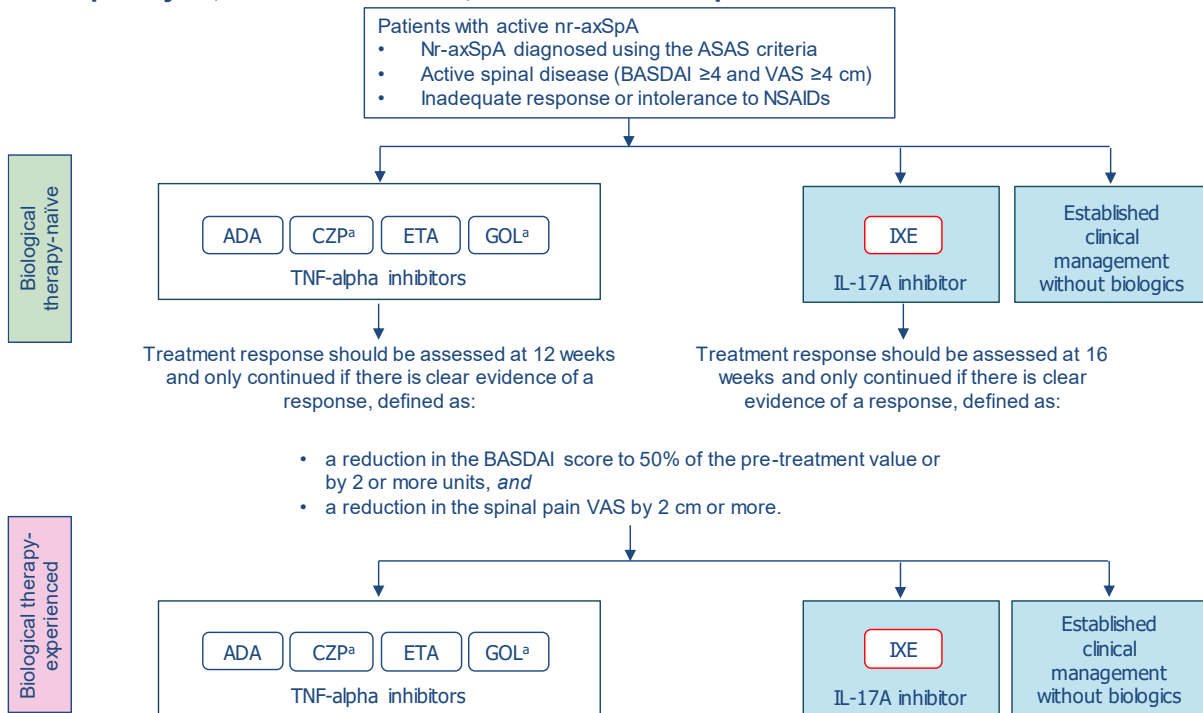 Patients with active nr-axSpA
• Nr-axSpA diagnosed using the ASAS criteria
• Active spinal disease (BASDAI ≥4 and VAS ≥4 cm)
• Inadequate response or intolerance to NSAIDs
Biological
therapy-naïve
ADA
CZPᵃ
ETA
GOLᵃ
TNF-alpha inhibitors
IXE
IL-17A inhibitor
Established
clinical
management
without biologics
Treatment response should be assessed at 12 weeks
and only continued if there is clear evidence of a
response, defined as:
Treatment response should be assessed at 16
weeks and only continued if there is clear
evidence of a response, defined as:
• a reduction in the BASDAI score to 50% of the pre-treatment value or
by 2 or more units, and
• a reduction in the spinal pain VAS by 2 cm or more.
Biological therapy-
experienced
ADA
CZPᵃ
ETA
GOLᵃ
TNF-alpha inhibitors
IXE
IL-17A inhibitor
Established
clinical
management
without biologics